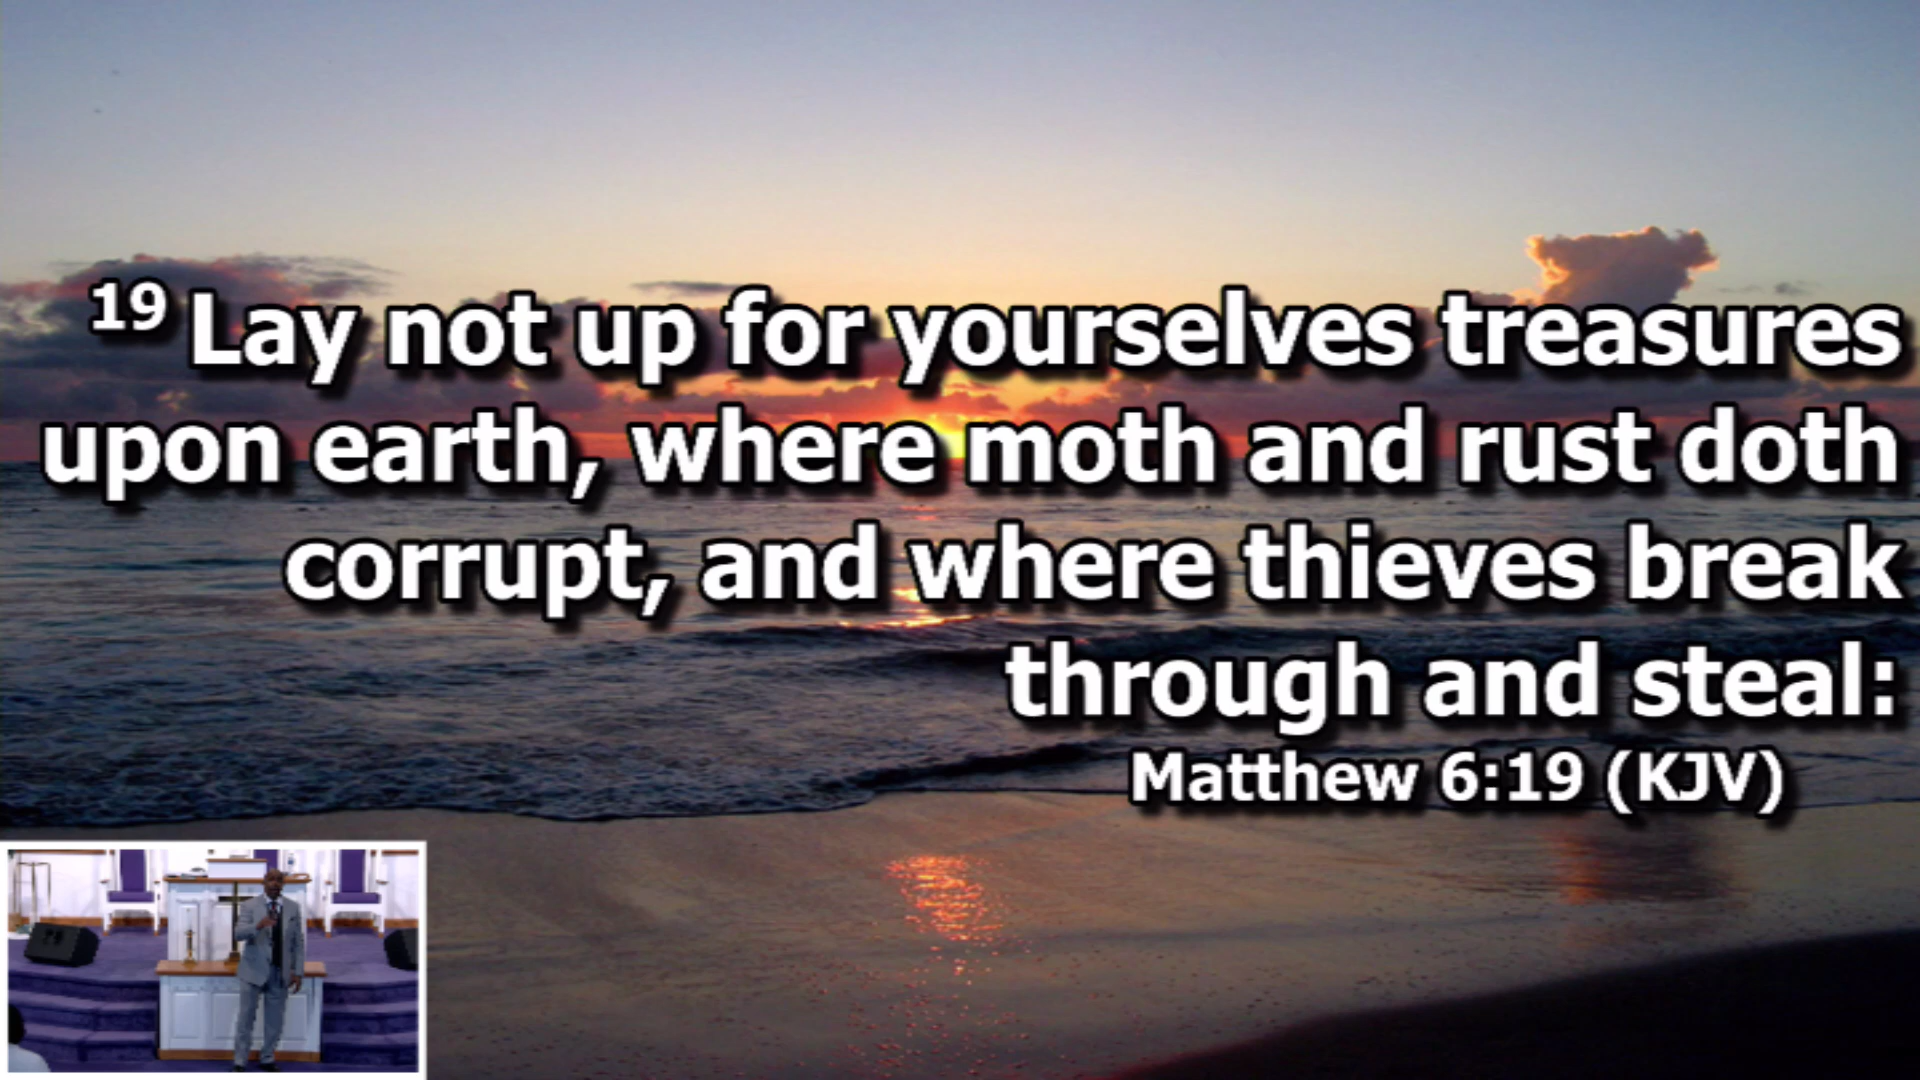 19 Lay not up for yourselves treasures
upon earth, where moth and rust doth
corrupt, and where thieves break
through and steal:
Matthew 6:19 (KJV)